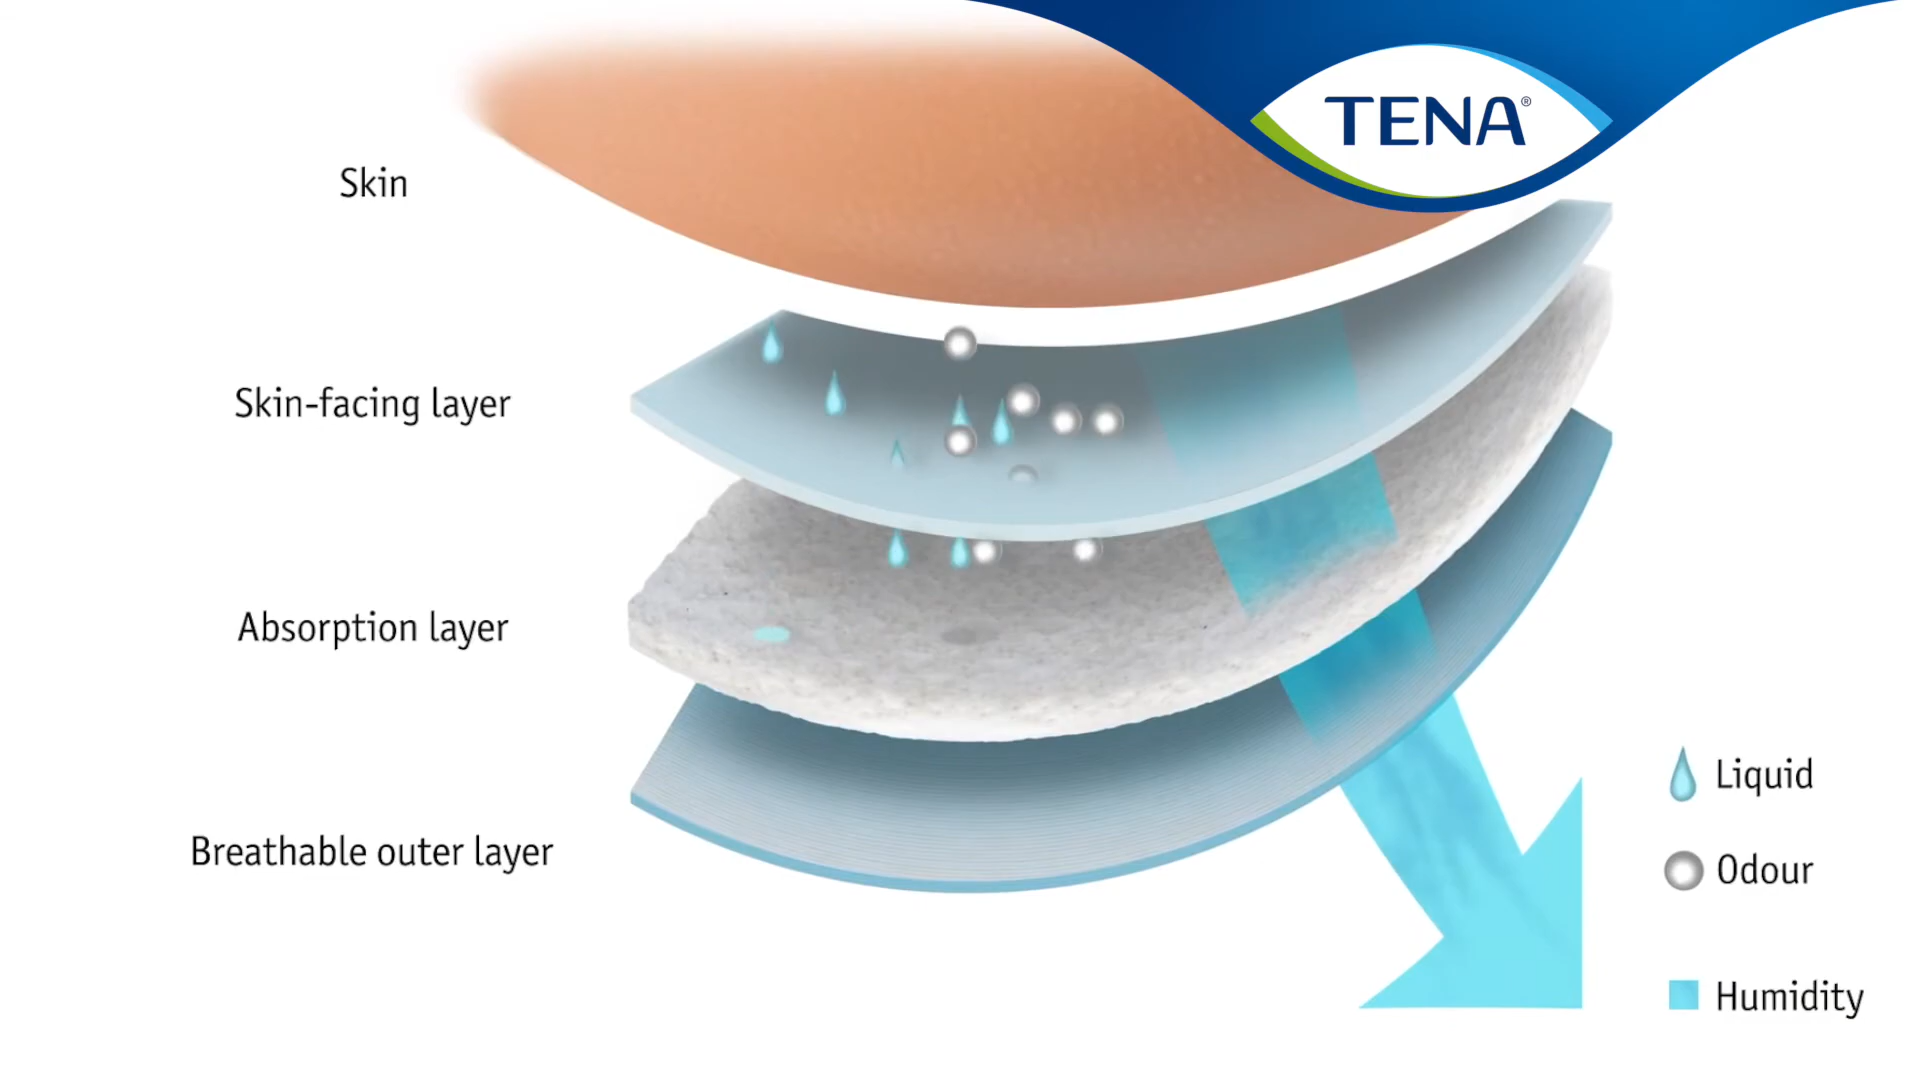 TENA®
Skin
Skin-facing layer
Absorption layer
Breathable outer layer
Liquid
Odour
Humidity